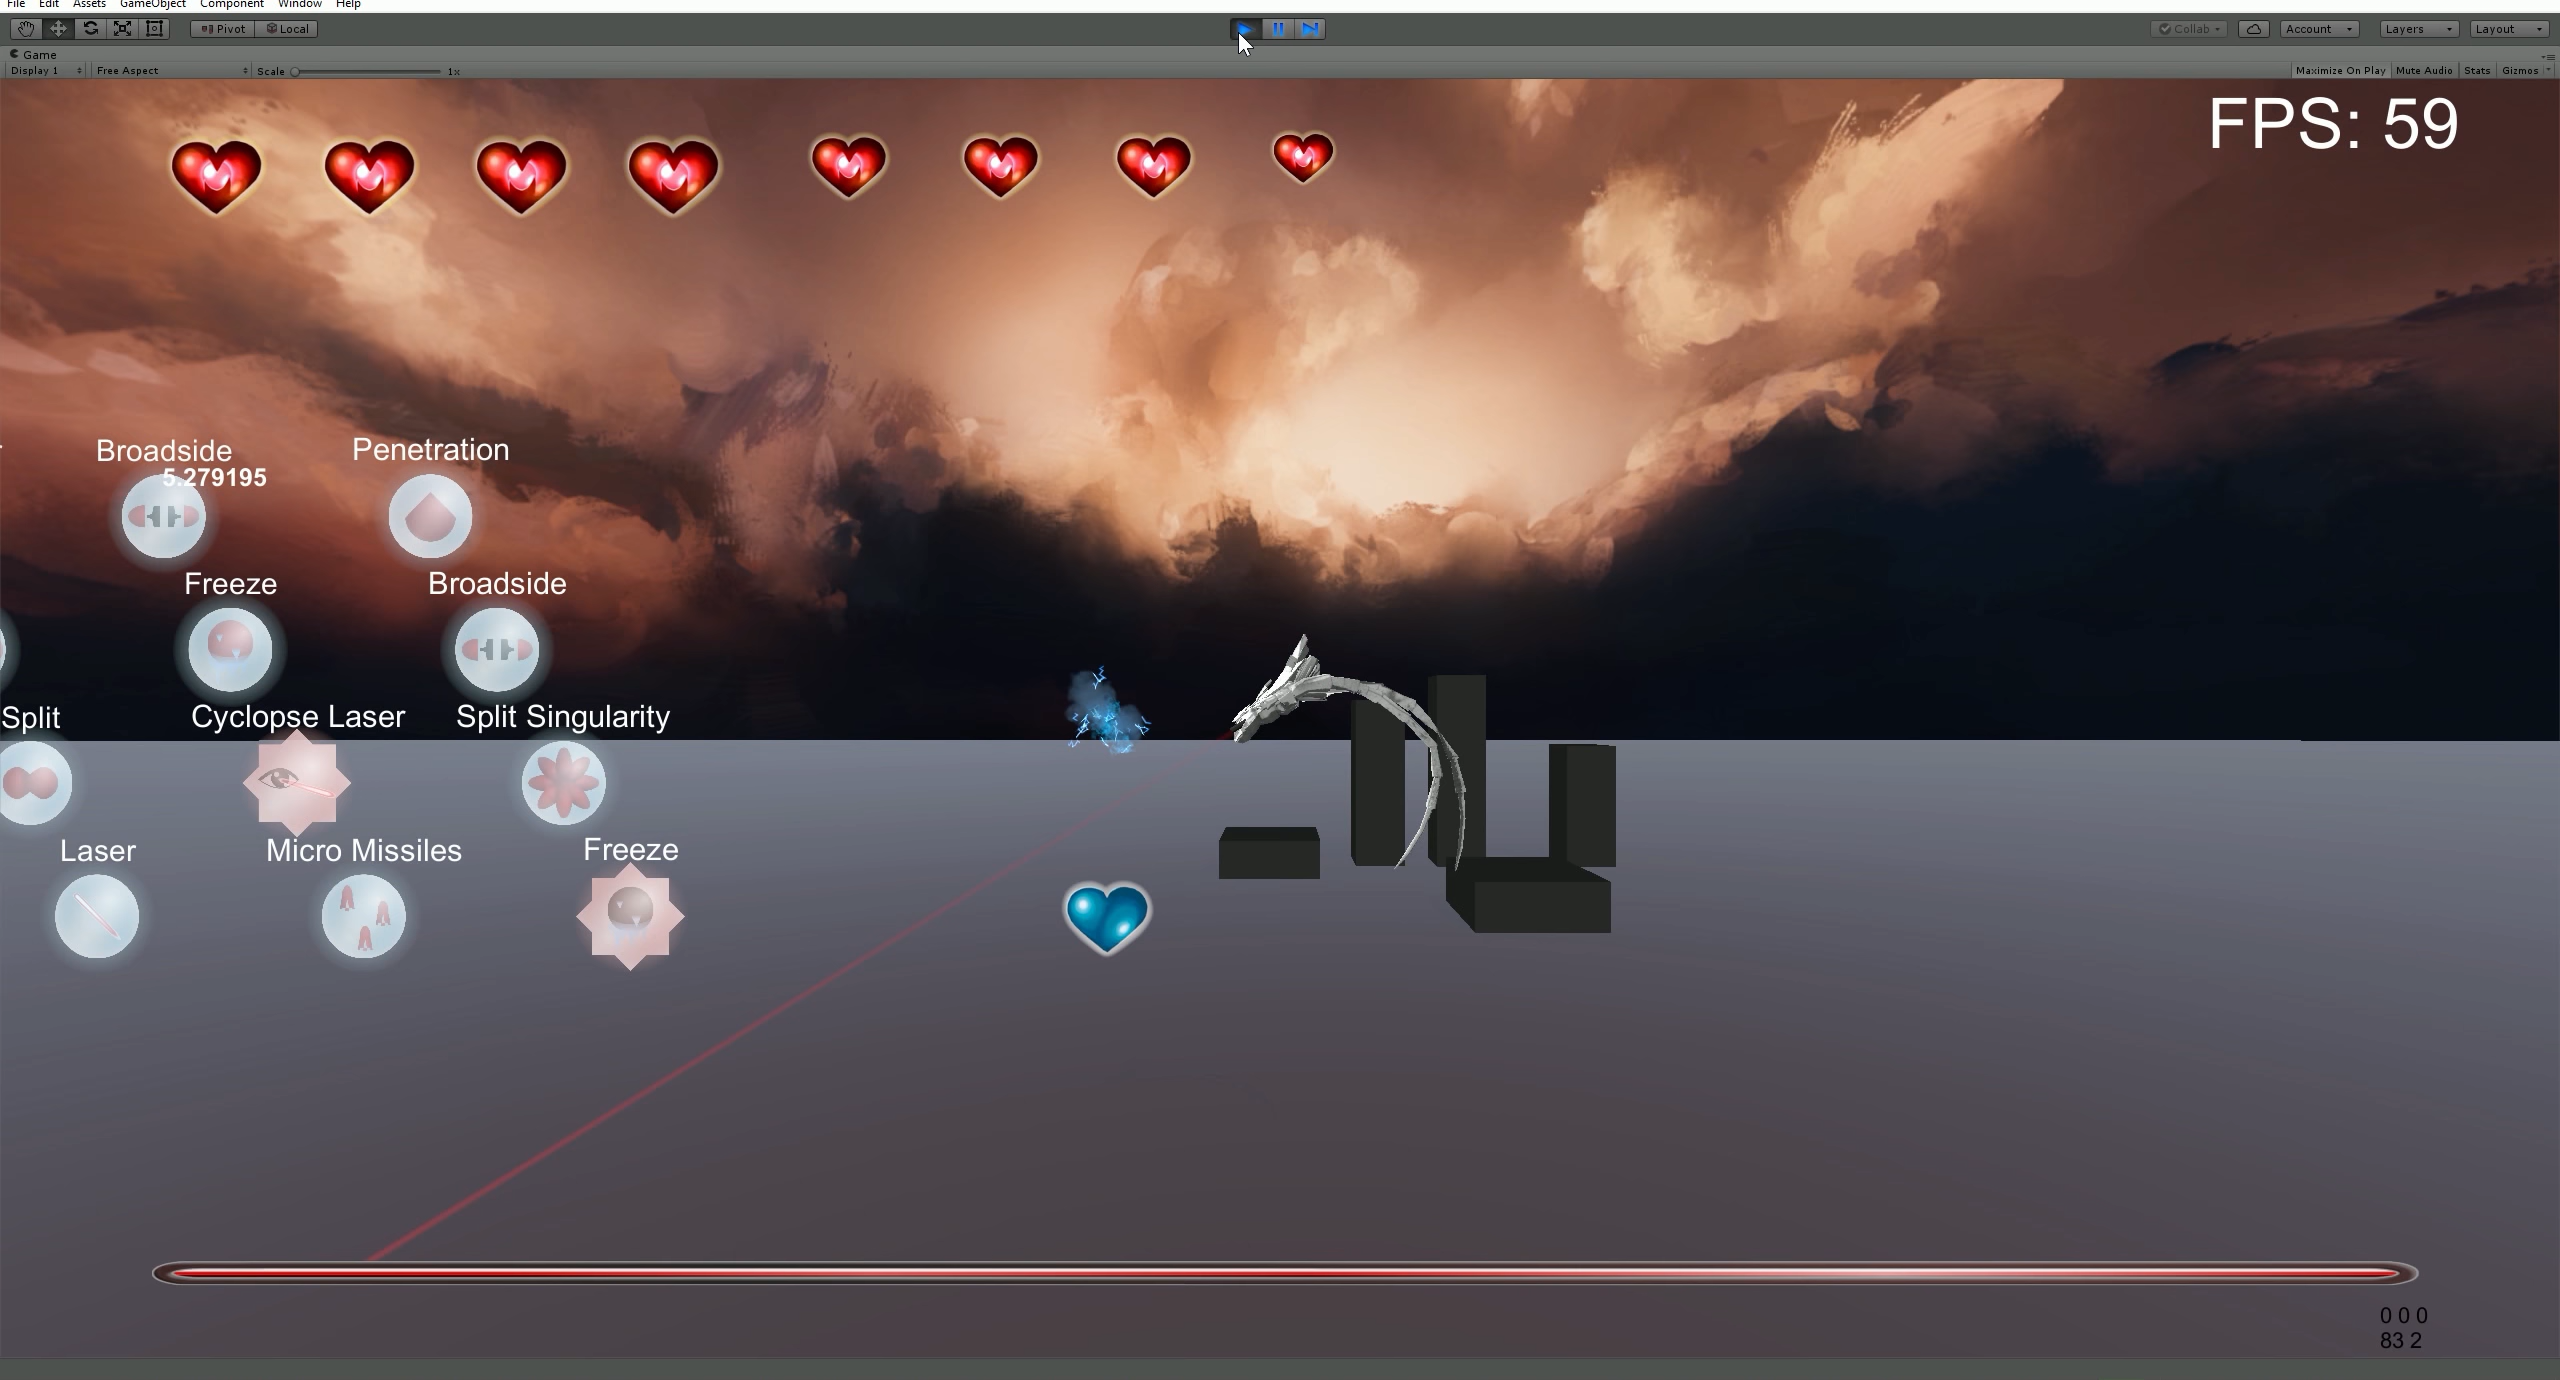 File Edit Assets GameObject Component Window Help
Pivot Local Collab Account Layers Layout
Game
Display 1 Free Aspect Scale 1x Maximize On Play Mute Audio Stats Gizmos
FPS: 59
Broadside Penetration
5.279195
Freeze Broadside
Split Cyclopse Laser Split Singularity
Laser Micro Missiles Freeze
0 0 0
83 2